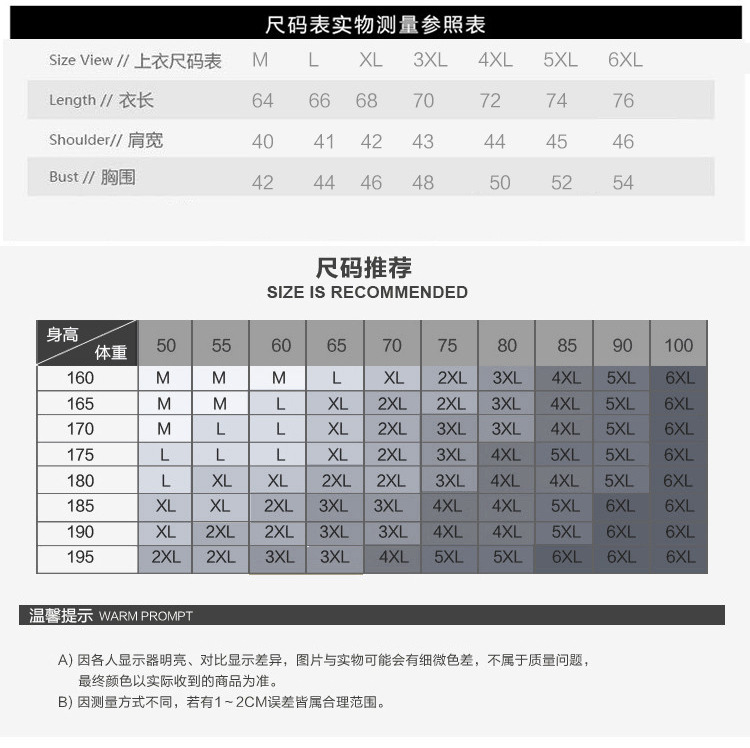 尺码表实物测量参照表
Size View // 上衣尺码表 M L XL 3XL 4XL 5XL 6XL
Length // 衣长 64 66 68 70 72 74 76
Shoulder// 肩宽 40 41 42 43 44 45 46
Bust // 胸围 42 44 46 48 50 52 54
尺码推荐
SIZE IS RECOMMENDED
身高 体重 50 55 60 65 70 75 80 85 90 100
160 M M M L XL 2XL 3XL 4XL 5XL 6XL
165 M M L XL 2XL 2XL 3XL 4XL 5XL 6XL
170 M L L XL 2XL 3XL 3XL 4XL 5XL 6XL
175 L L L XL 2XL 3XL 4XL 4XL 5XL 6XL
180 L XL XL 2XL 2XL 3XL 4XL 4XL 5XL 6XL
185 XL XL 2XL 3XL 3XL 4XL 4XL 5XL 6XL 6XL
190 XL 2XL 2XL 3XL 3XL 4XL 4XL 5XL 6XL 6XL
195 2XL 2XL 3XL 3XL 4XL 5XL 5XL 6XL 6XL 6XL
温馨提示 WARM PROMPT
A) 因各人显示器明亮、对比显示差异，图片与实物可能会有细微色差，不属于质量问题，
最终颜色以实际收到的商品为准。
B) 因测量方式不同，若有1～2CM误差皆属合理范围。